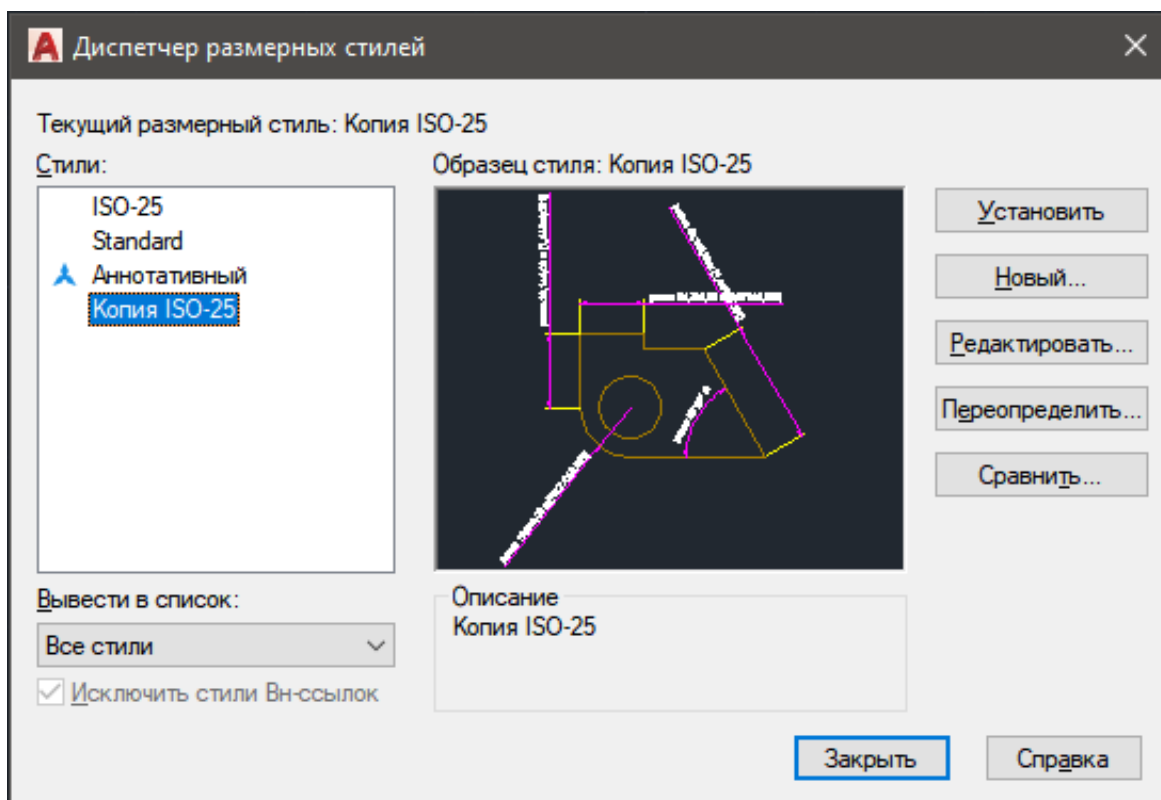 Диспетчер размерных стилей
Текущий размерный стиль: Копия ISO-25
Стили:
ISO-25
Standard
Аннотативный
Копия ISO-25
Образец стиля: Копия ISO-25
Установить
Новый...
Редактировать...
Переопределить...
Сравнить...
Вывести в список:
Все стили
Исключить стили Вн-ссылок
Описание
Копия ISO-25
Закрыть
Справка